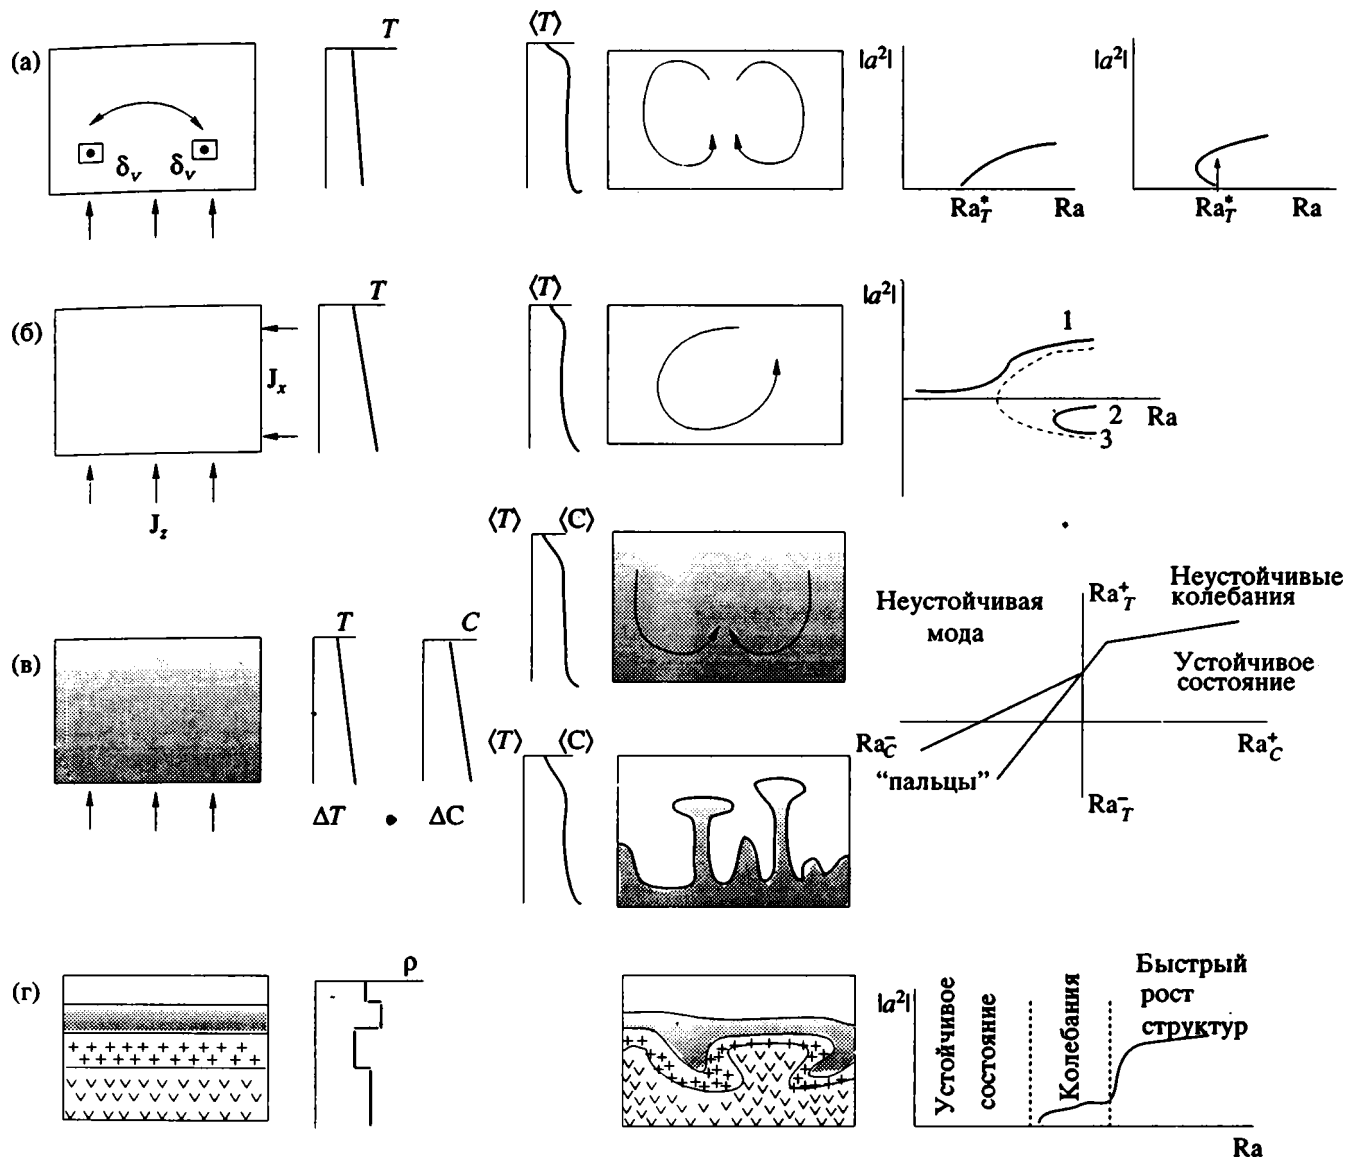 (а)
δᵥ δᵥ
T
⟨T⟩
|a²|
Ra*T Ra
|a²|
Ra*T Ra
(б)
Jx
Jz
T
⟨T⟩
|a²|
1
2
3
Ra
(в)
T
C
ΔT • ΔC
⟨T⟩ ⟨C⟩
⟨T⟩ ⟨C⟩
Неустойчивая
мода
Ra⁺T
Неустойчивые
колебания
Устойчивое
состояние
Ra⁻C
Ra⁺C
“пальцы”
Ra⁻T
(г)
ρ
|a²|
Устойчивое
состояние
Колебания
Быстрый
рост
структур
Ra